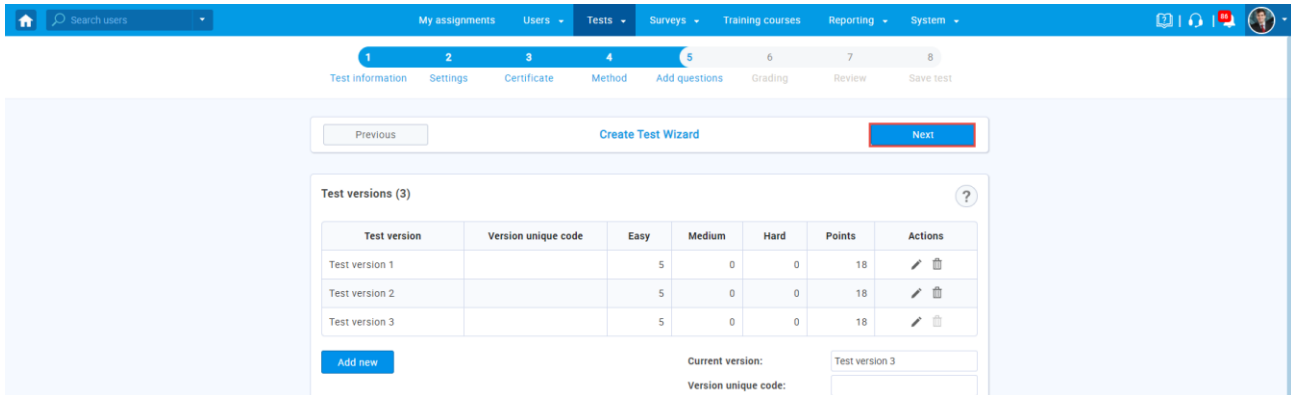 Search users My assignments Users Tests Surveys Training courses Reporting System 86
1 2 3 4 5 6 7 8
Test information Settings Certificate Method Add questions Grading Review Save test
Previous Create Test Wizard Next
Test versions (3) ?
Test version Version unique code Easy Medium Hard Points Actions
Test version 1 5 0 0 18
Test version 2 5 0 0 18
Test version 3 5 0 0 18
Add new Current version: Test version 3
Version unique code: